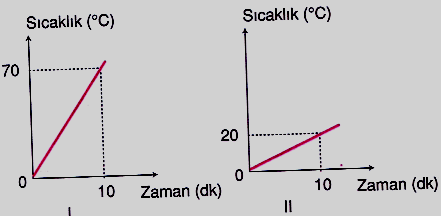 Sıcaklık (°C)
70
0
10
Zaman (dk)
I
Sıcaklık (°C)
20
0
10
Zaman (dk)
II